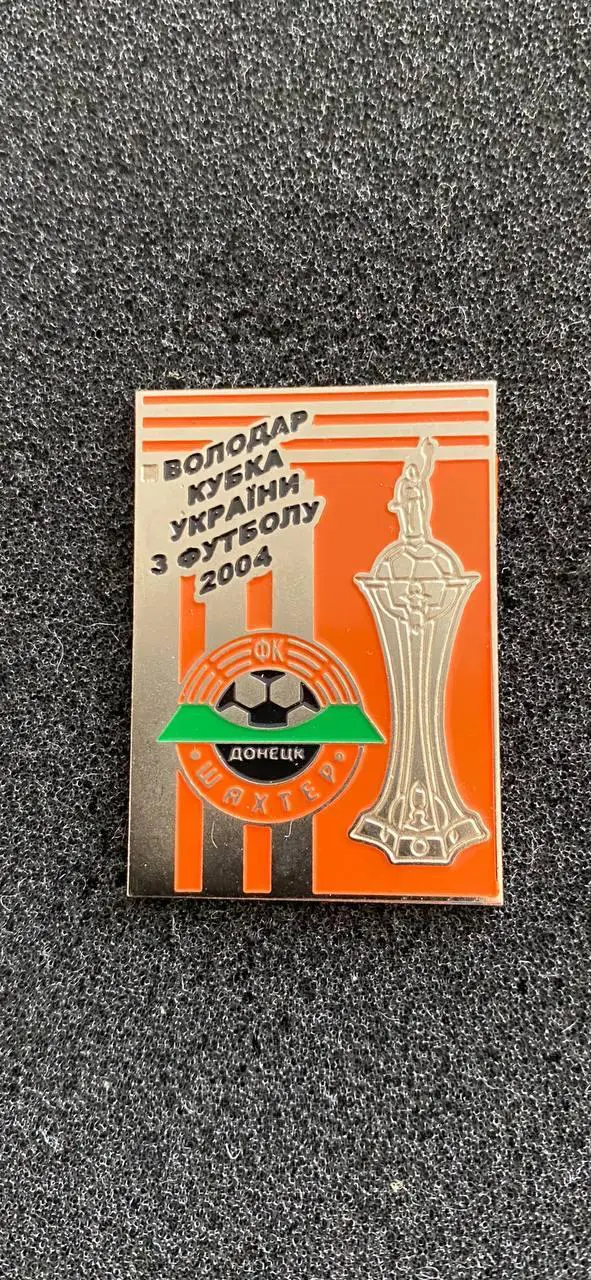 ВОЛОДАР
КУБКА
УКРАЇНИ
З ФУТБОЛУ
2004
ФК
ДОНЕЦК
ШАХТЕР